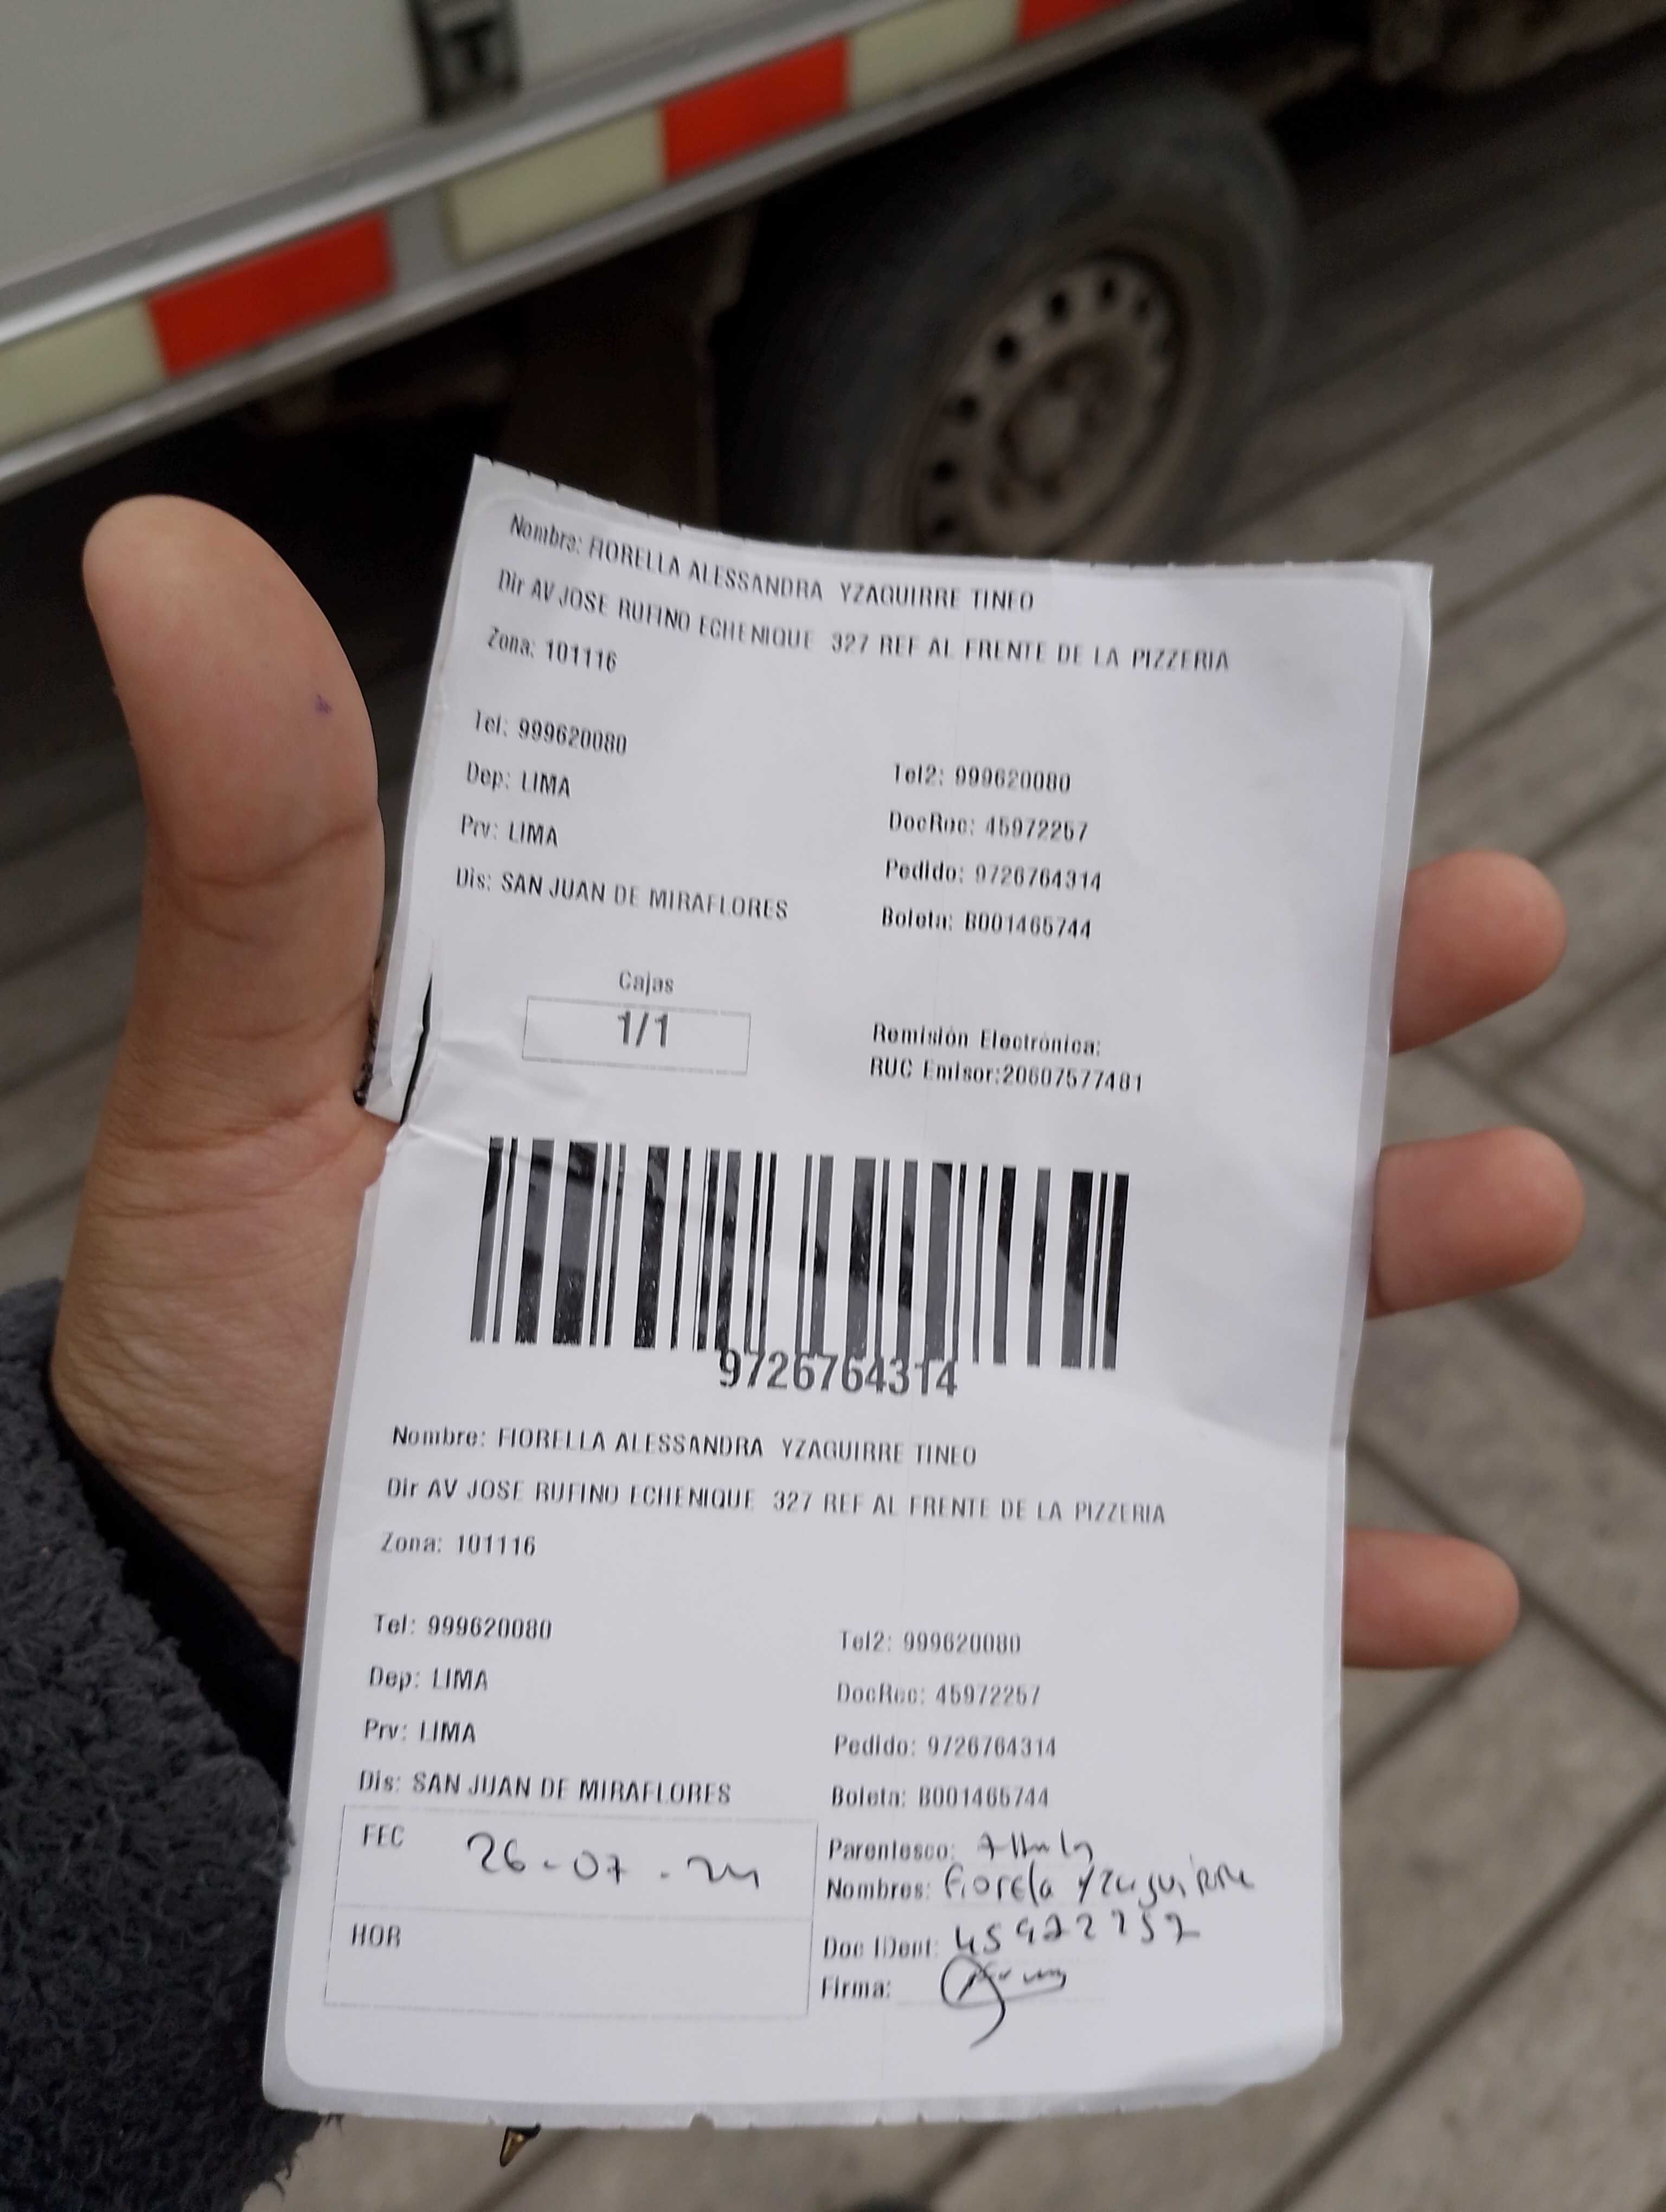 Nombre: FIORELLA ALESSANDRA YZAGUIRRE TINEO
Dir AV JOSE RUFINO ECHENIQUE 327 REF AL FRENTE DE LA PIZZERIA
Zona: 101116
Tel: 999620080
Tel2: 999620080
Dep: LIMA
DocRec: 45972257
Prv: LIMA
Pedido: 9726764314
Dis: SAN JUAN DE MIRAFLORES
Boleta: B001465744
Cajas
1/1
Remisión Electrónica:
RUC Emisor:20607577481
9726764314
Nombre: FIORELLA ALESSANDRA YZAGUIRRE TINEO
Dir AV JOSE RUFINO ECHENIQUE 327 REF AL FRENTE DE LA PIZZERIA
Zona: 101116
Tel: 999620080
Tel2: 999620080
Dep: LIMA
DocRec: 45972257
Prv: LIMA
Pedido: 9726764314
Dis: SAN JUAN DE MIRAFLORES
Boleta: B001465744
FEC 26-07-24
HOR
Parentesco:
Nombres: Fiorela Yzaguirre
Doc IDent: 45972257
Firma: